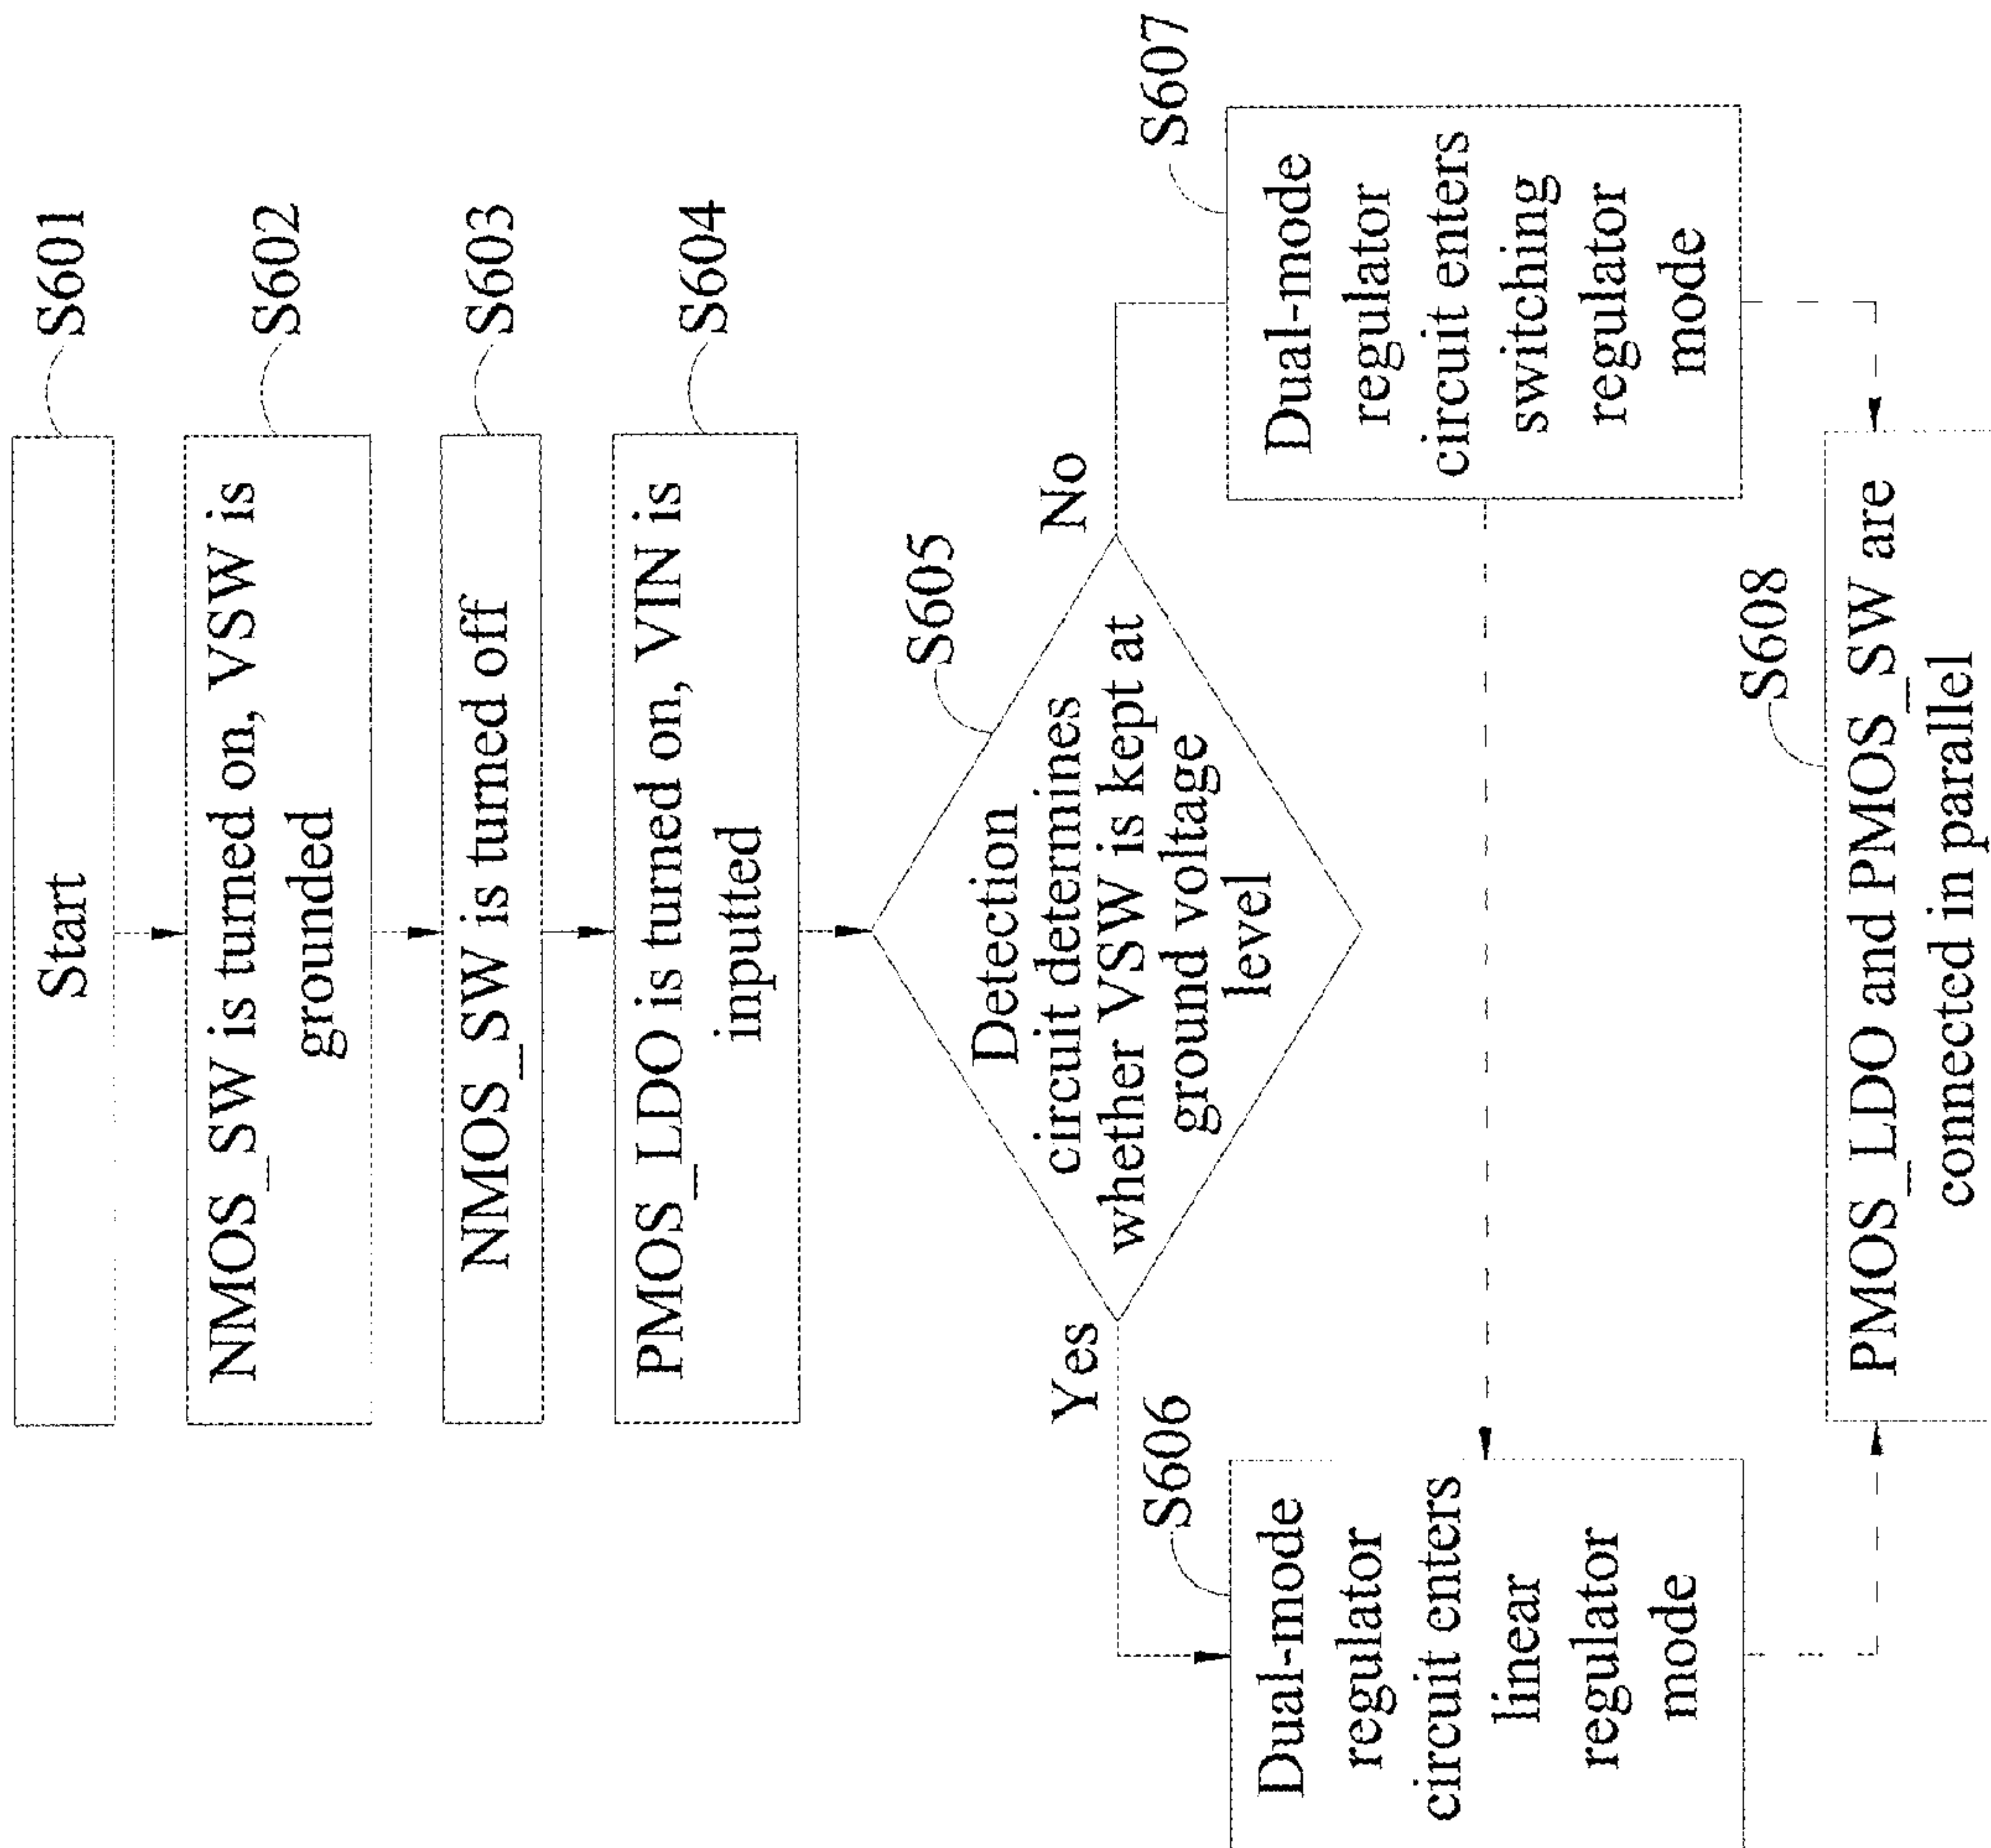 Start
S601
NMOS_SW is turned on, VSW is
grounded
S602
NMOS_SW is turned off
S603
PMOS_LDO is turned on, VIN is
inputted
S604
Detection
circuit determines
whether VSW is kept at
ground voltage
level
S605
Yes
No
S606
Dual-mode
regulator
circuit enters
linear
regulator
mode
S607
Dual-mode
regulator
circuit enters
switching
regulator
mode
S608
PMOS_LDO and PMOS_SW are
connected in parallel